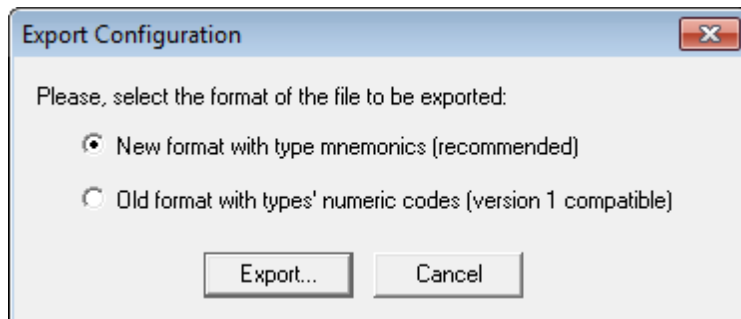 Export Configuration
Please, select the format of the file to be exported:
New format with type mnemonics (recommended)
Old format with types' numeric codes (version 1 compatible)
Export... Cancel